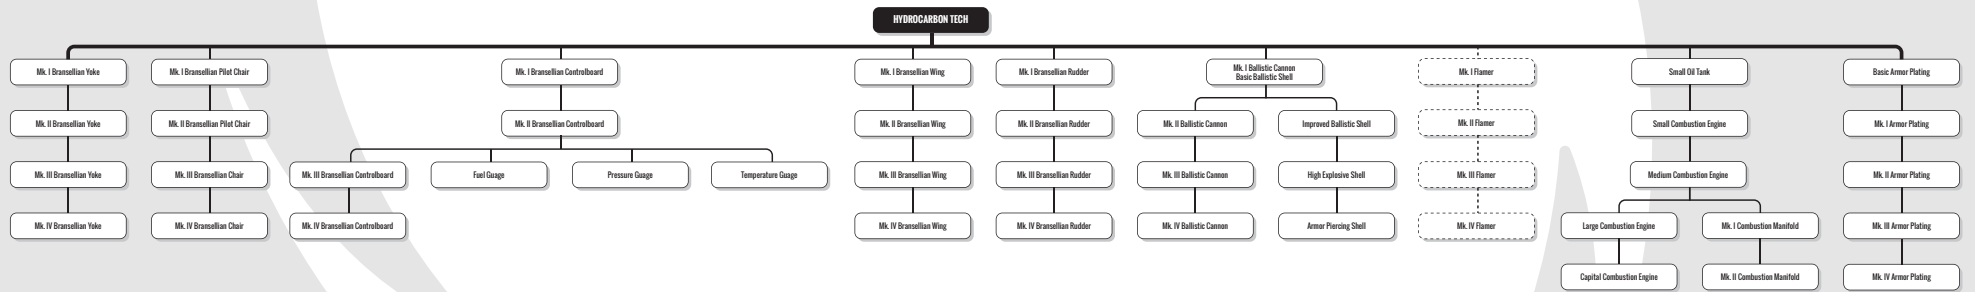 HYDROCARBON TECH
Mk. I Bransellian Yoke
Mk. I Bransellian Pilot Chair
Mk. I Bransellian Controlboard
Mk. I Bransellian Wing
Mk. I Bransellian Rudder
Mk. I Ballistic Cannon
Basic Ballistic Shell
Mk. I Flamer
Small Oil Tank
Basic Armor Plating
Mk. II Bransellian Yoke
Mk. II Bransellian Pilot Chair
Mk. II Bransellian Controlboard
Mk. II Bransellian Wing
Mk. II Bransellian Rudder
Mk. II Ballistic Cannon
Improved Ballistic Shell
Mk. II Flamer
Small Combustion Engine
Mk. I Armor Plating
Mk. III Bransellian Yoke
Mk. III Bransellian Chair
Mk. III Bransellian Controlboard
Fuel Guage
Pressure Guage
Temperature Guage
Mk. III Bransellian Wing
Mk. III Bransellian Rudder
Mk. III Ballistic Cannon
High Explosive Shell
Mk. III Flamer
Medium Combustion Engine
Mk. II Armor Plating
Mk. IV Bransellian Yoke
Mk. IV Bransellian Chair
Mk. IV Bransellian Controlboard
Mk. IV Bransellian Wing
Mk. IV Bransellian Rudder
Mk. IV Ballistic Cannon
Armor Piercing Shell
Mk. IV Flamer
Large Combustion Engine
Mk. I Combustion Manifold
Mk. III Armor Plating
Capital Combustion Engine
Mk. II Combustion Manifold
Mk. IV Armor Plating